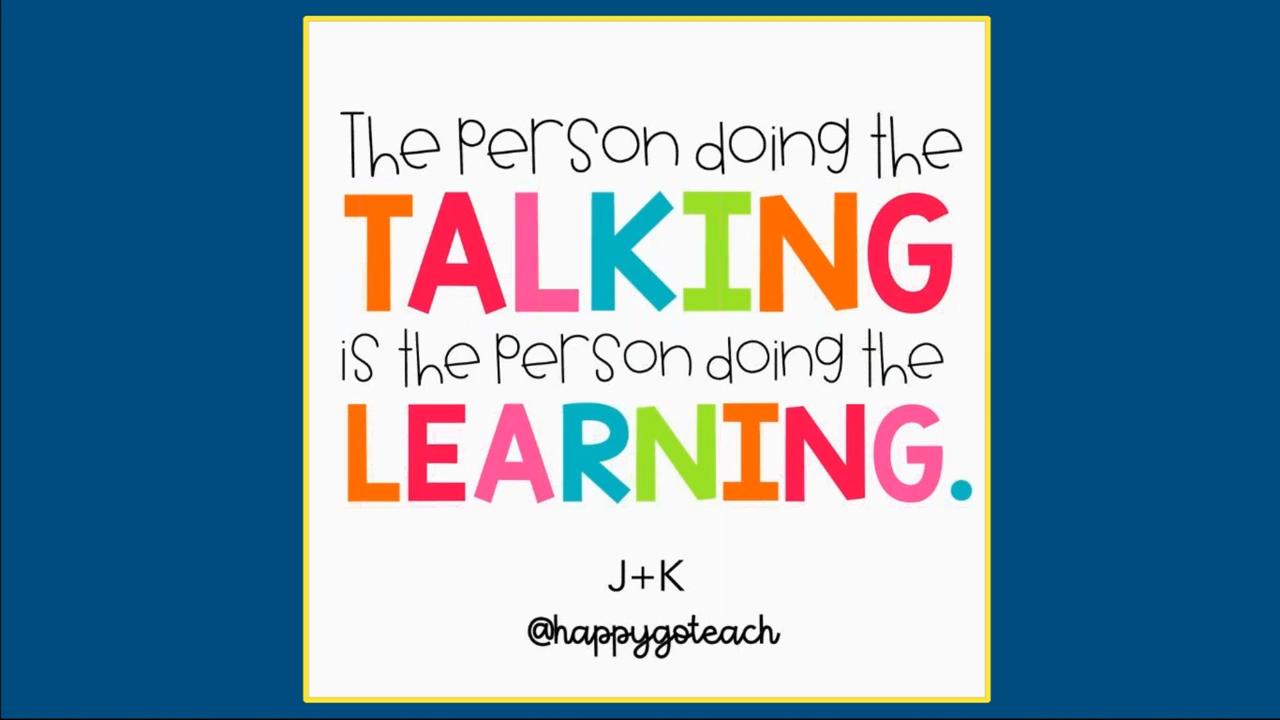 The person doing the
TALKING
is the person doing the
LEARNING.
J+K
@happygoteach